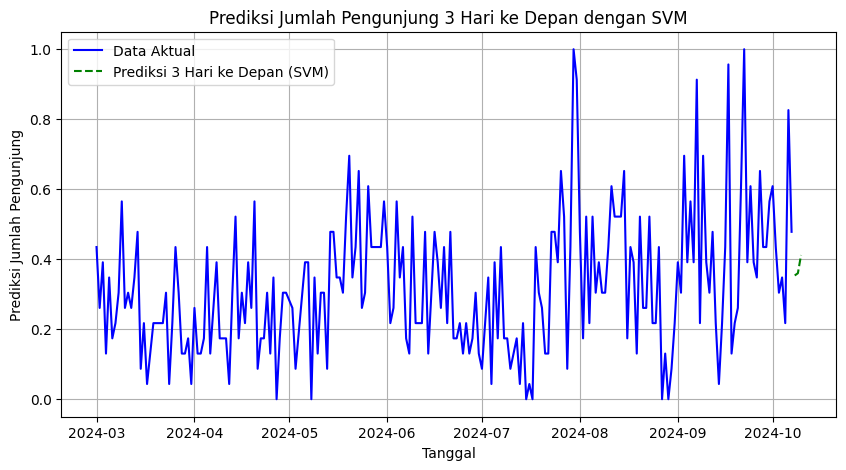 Prediksi Jumlah Pengunjung 3 Hari ke Depan dengan SVM
Data Aktual
Prediksi 3 Hari ke Depan (SVM)
Prediksi Jumlah Pengunjung
1.0
0.8
0.6
0.4
0.2
0.0
2024-03 2024-04 2024-05 2024-06 2024-07 2024-08 2024-09 2024-10
Tanggal